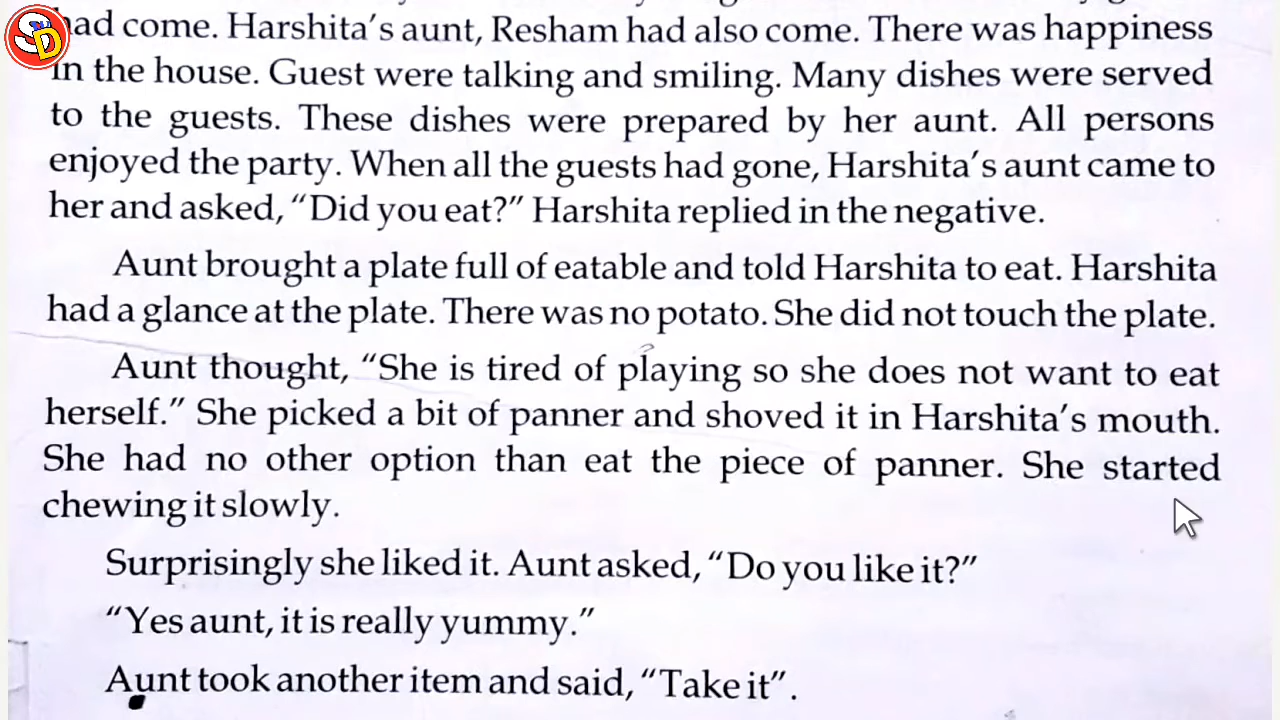 had come. Harshita's aunt, Resham had also come. There was happiness
in the house. Guest were talking and smiling. Many dishes were served
to the guests. These dishes were prepared by her aunt. All persons
enjoyed the party. When all the guests had gone, Harshita's aunt came to
her and asked, “Did you eat?” Harshita replied in the negative.
Aunt brought a plate full of eatable and told Harshita to eat. Harshita
had a glance at the plate. There was no potato. She did not touch the plate.
Aunt thought, “She is tired of playing so she does not want to eat
herself.” She picked a bit of panner and shoved it in Harshita's mouth.
She had no other option than eat the piece of panner. She started
chewing it slowly.
Surprisingly she liked it. Aunt asked, “Do you like it?”
“Yes aunt, it is really yummy.”
Aunt took another item and said, “Take it”.